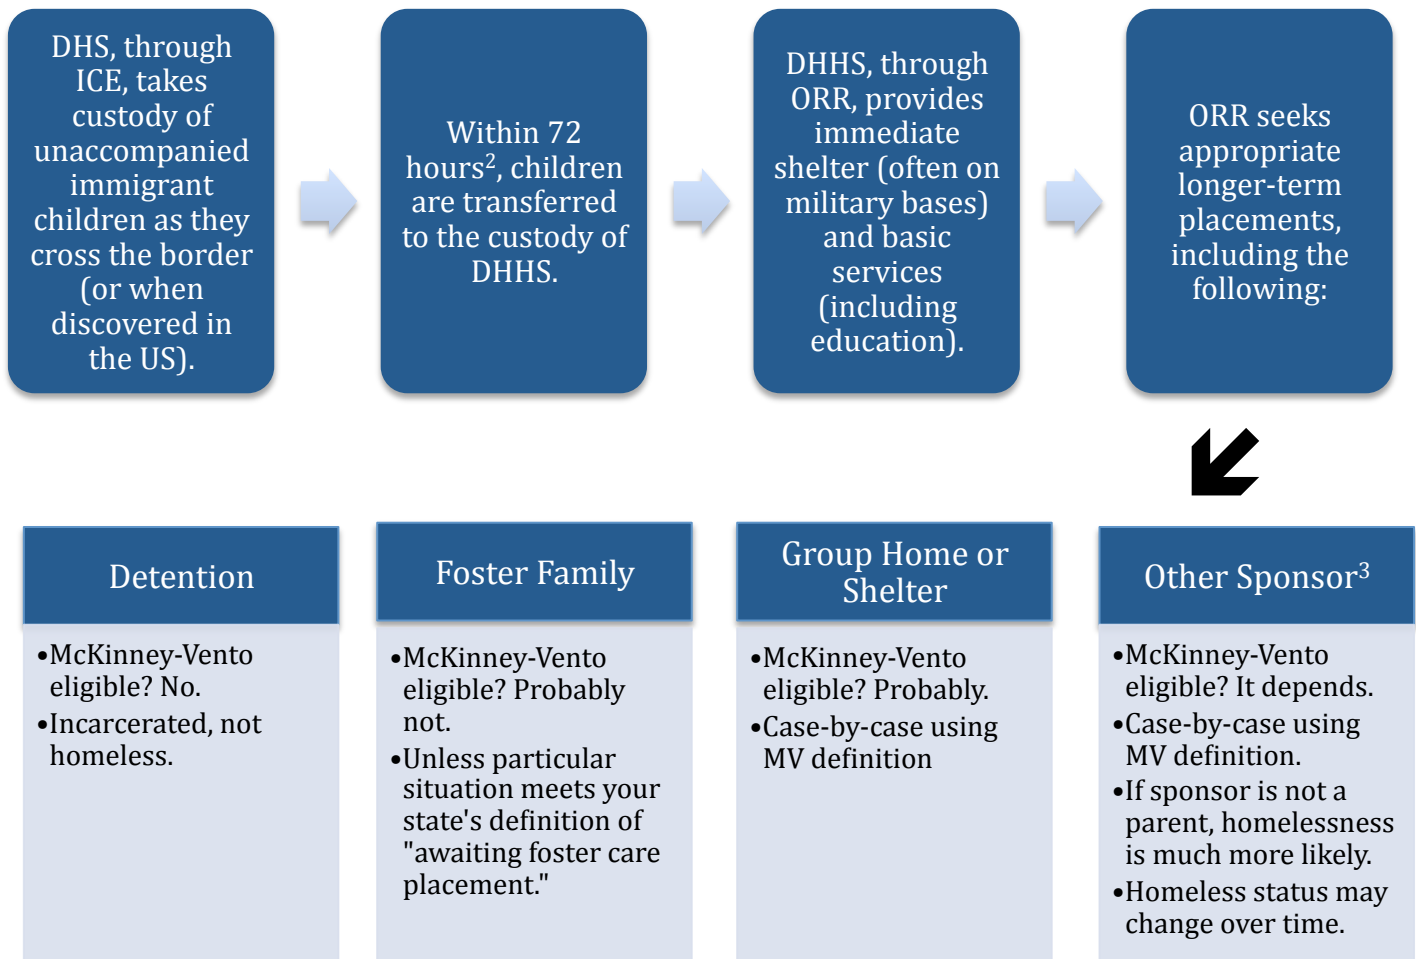 DHS, through
ICE, takes
custody of
unaccompanied
immigrant
children as they
cross the border
(or when
discovered in
the US).
Within 72
hours², children
are transferred
to the custody of
DHHS.
DHHS, through
ORR, provides
immediate
shelter (often on
military bases)
and basic
services
(including
education).
ORR seeks
appropriate
longer-term
placements,
including the
following:
Detention
•McKinney-Vento
eligible? No.
•Incarcerated, not
homeless.
Foster Family
•McKinney-Vento
eligible? Probably
not.
•Unless particular
situation meets your
state's definition of
"awaiting foster care
placement."
Group Home or
Shelter
•McKinney-Vento
eligible? Probably.
•Case-by-case using
MV definition
Other Sponsor³
•McKinney-Vento
eligible? It depends.
•Case-by-case using
MV definition.
•If sponsor is not a
parent, homelessness
is much more likely.
•Homeless status may
change over time.